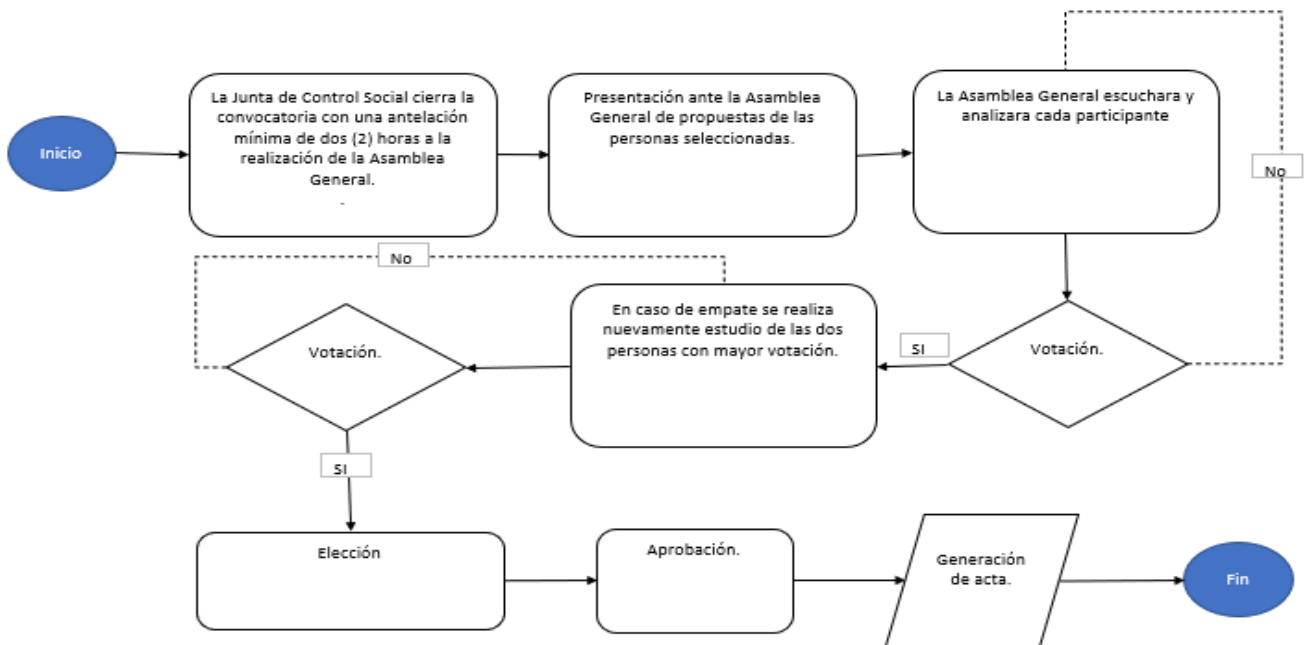 Inicio
La Junta de Control Social cierra la
convocatoria con una antelación
mínima de dos (2) horas a la
realización de la Asamblea
General.
.
Presentación ante la Asamblea
General de propuestas de las
personas seleccionadas.
La Asamblea General escuchara y
analizara cada participante
No
Votación.
SI
En caso de empate se realiza
nuevamente estudio de las dos
personas con mayor votación.
No
Votación.
SI
Elección
Aprobación.
Generación
de acta.
Fin